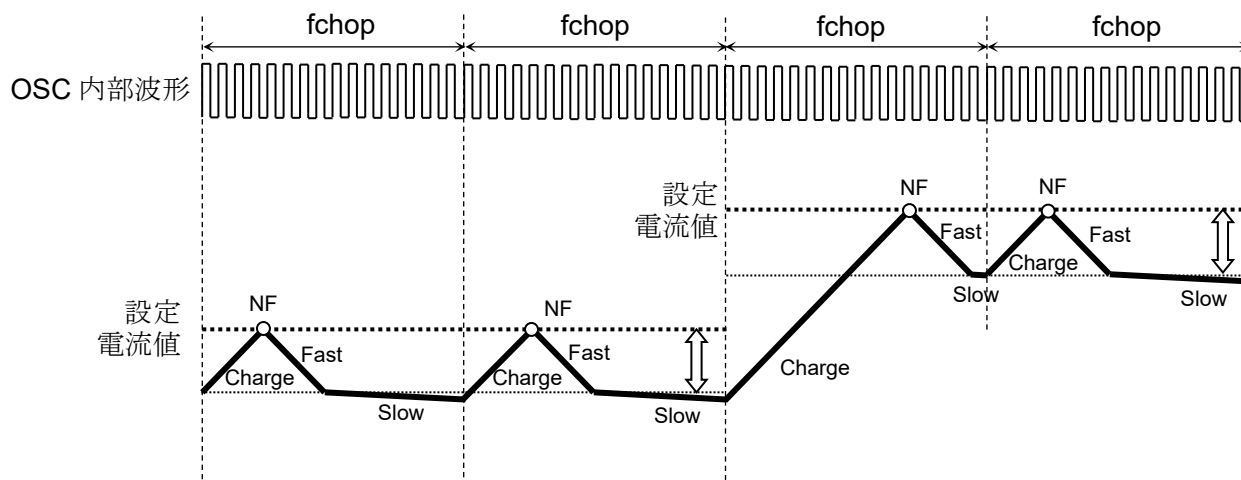 fchop
fchop
fchop
fchop
OSC 内部波形
設定
電流値
NF
NF
Fast
Fast
Charge
Slow
Slow
設定
電流値
NF
NF
Fast
Fast
Charge
Charge
Charge
Slow
Slow